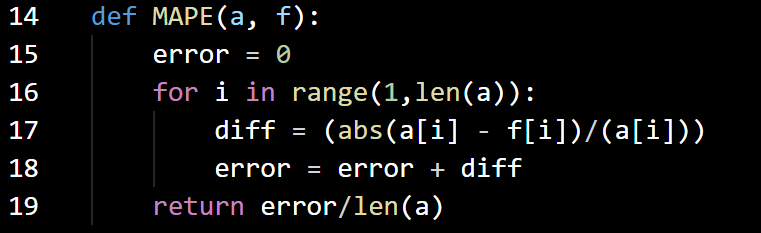 14 def MAPE(a, f):
15 error = 0
16 for i in range(1,len(a)):
17 diff = (abs(a[i] - f[i])/(a[i]))
18 error = error + diff
19 return error/len(a)